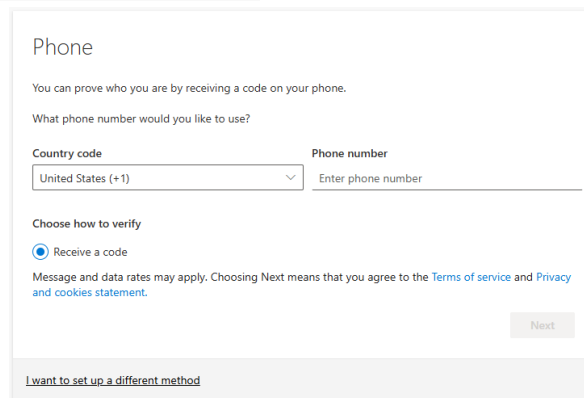 Phone
You can prove who you are by receiving a code on your phone.
What phone number would you like to use?
Country code
Phone number
United States (+1)
Enter phone number
Choose how to verify
Receive a code
Message and data rates may apply. Choosing Next means that you agree to the Terms of service and Privacy
and cookies statement.
Next
I want to set up a different method